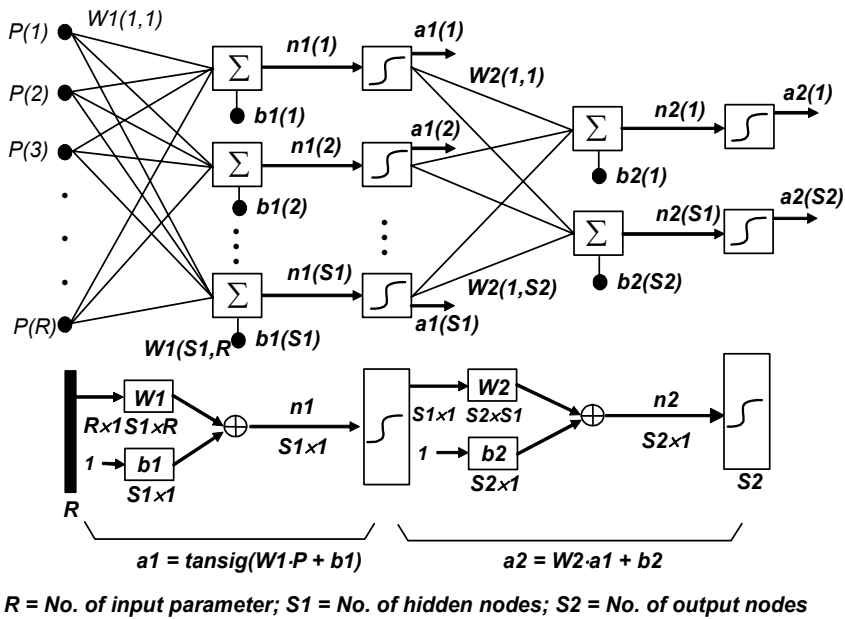 P(1)
W1(1,1)
Σ
n1(1)
a1(1)
b1(1)
P(2)
Σ
n1(2)
a1(2)
b1(2)
P(3)
P(R)
Σ
n1(S1)
a1(S1)
b1(S1)
W1(S1,R
W2(1,1)
Σ
n2(1)
a2(1)
b2(1)
Σ
n2(S1)
a2(S2)
b2(S2)
W2(1,S2)
W1
R×1
S1×R
1
b1
S1×1
R
n1
S1×1
S1×1
W2
S2×S1
1
b2
S2×1
n2
S2×1
S2
a1 = tansig(W1·P + b1)
a2 = W2·a1 + b2
R = No. of input parameter; S1 = No. of hidden nodes; S2 = No. of output nodes